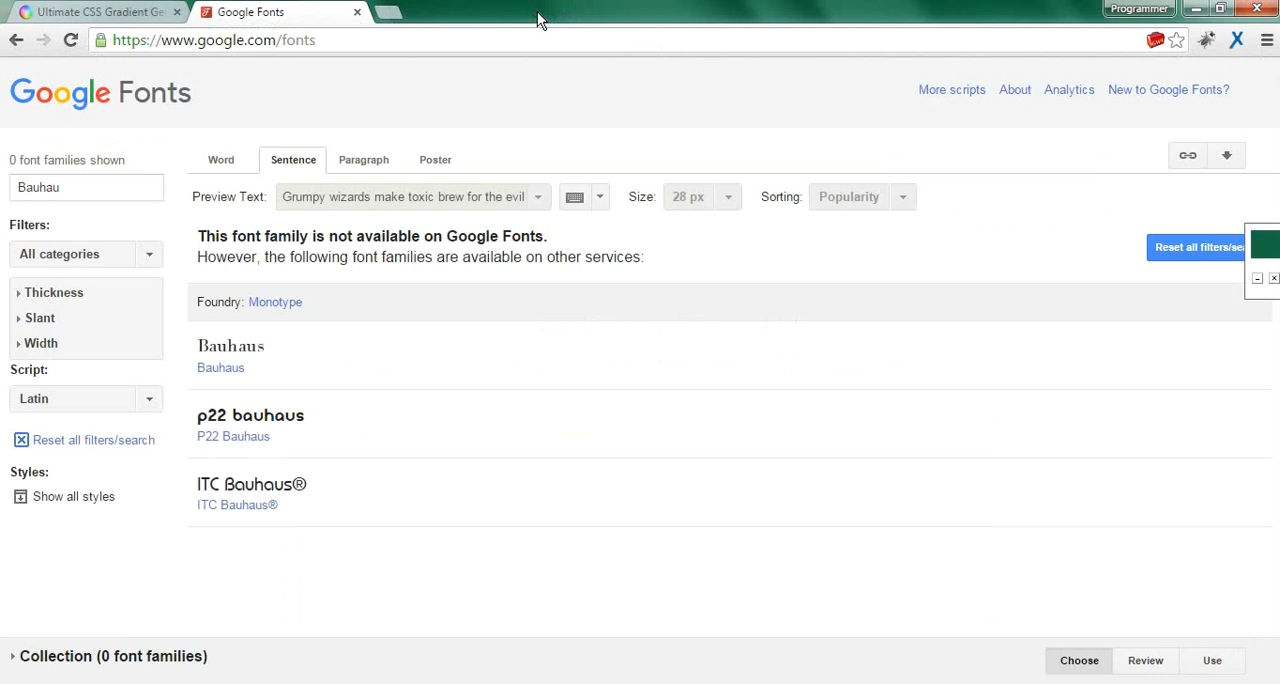 Ultimate CSS Gradient Ge
Google Fonts
Programmer
https://www.google.com/fonts
Google Fonts
More scripts About Analytics New to Google Fonts?
0 font families shown
Word Sentence Paragraph Poster
Bauhau
Preview Text: Grumpy wizards make toxic brew for the evil Size: 28 px Sorting: Popularity
Filters:
All categories
This font family is not available on Google Fonts.
However, the following font families are available on other services:
Reset all filters/sea
Thickness
Slant
Width
Foundry: Monotype
Bauhaus
Bauhaus
Script:
Latin
p22 bauhaus
P22 Bauhaus
Reset all filters/search
Styles:
Show all styles
ITC Bauhaus®
ITC Bauhaus®
Collection (0 font families)
Choose Review Use